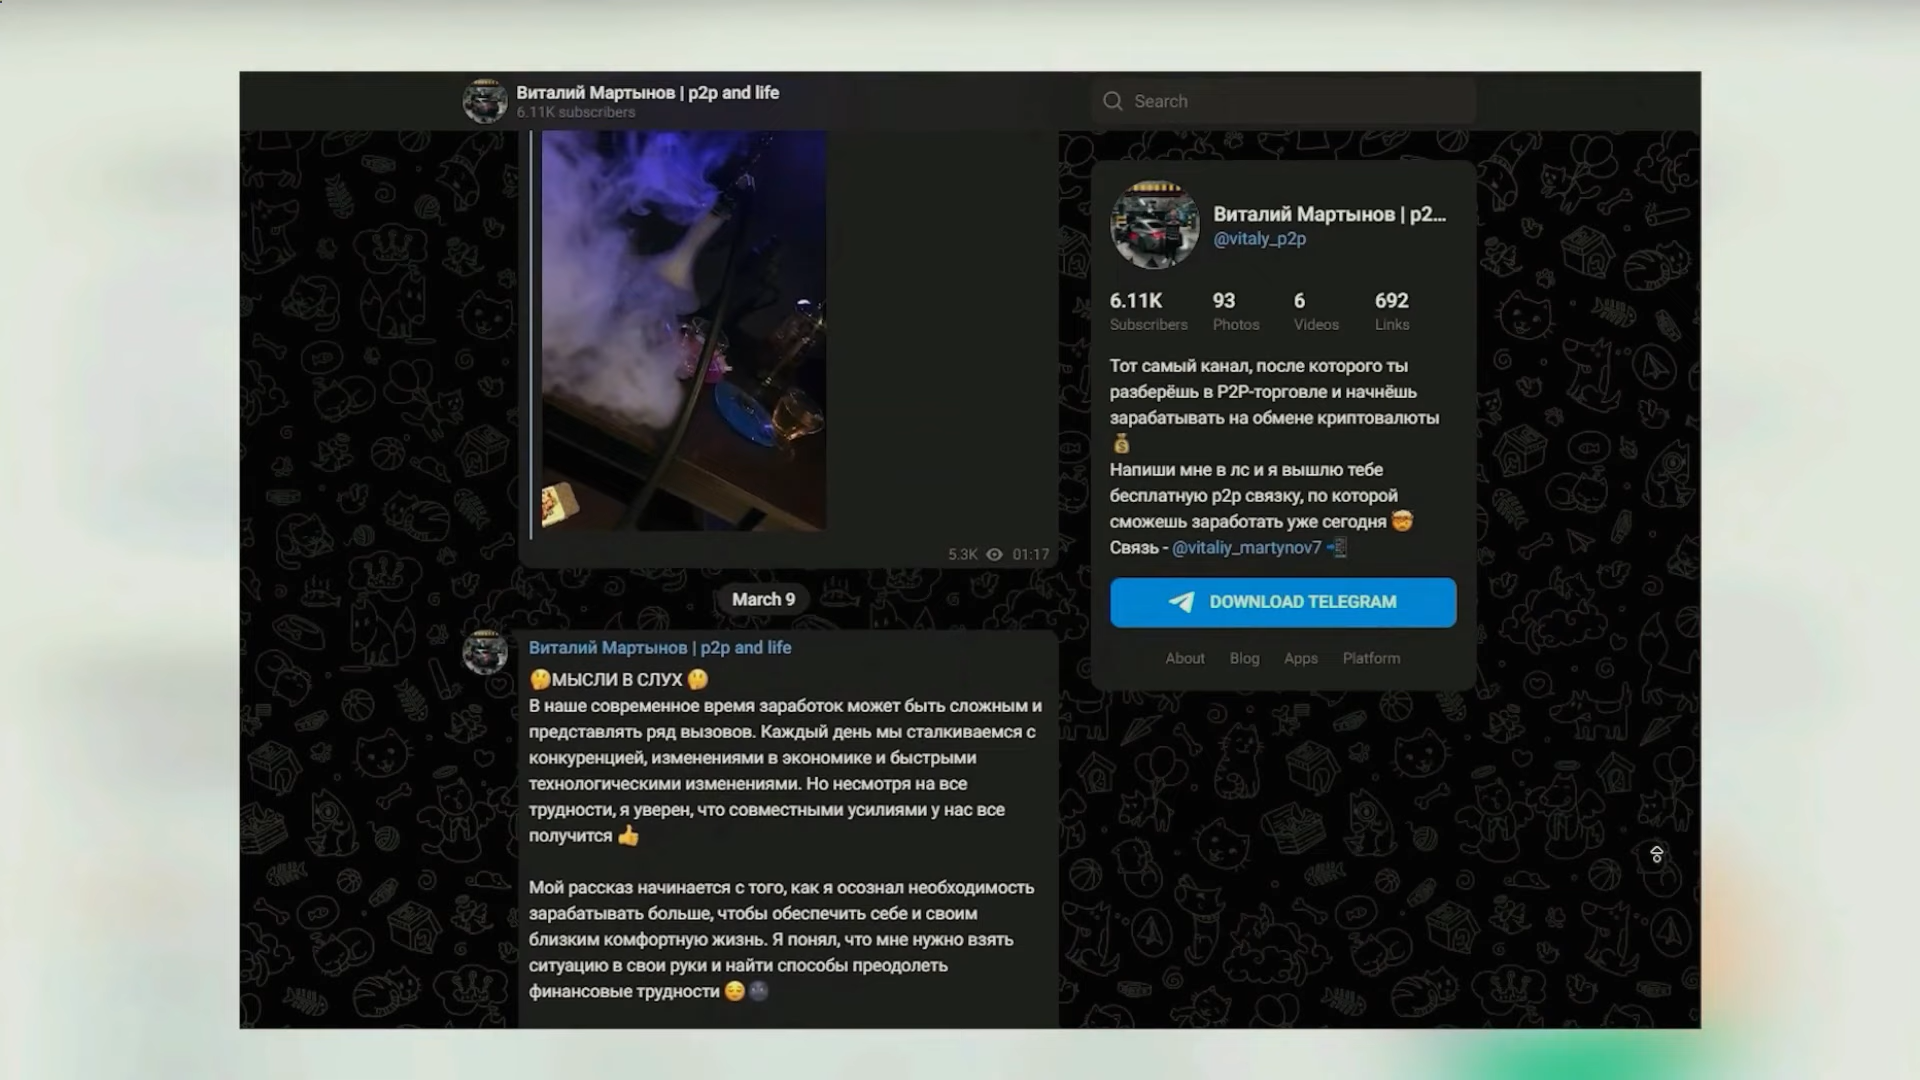 Виталий Мартынов | p2p and life
6.11K subscribers
Search
5.3K 01:17
March 9
Виталий Мартынов | p2p and life
🤔МЫСЛИ В СЛУХ 🤔
В наше современное время заработок может быть сложным и
представлять ряд вызовов. Каждый день мы сталкиваемся с
конкуренцией, изменениями в экономике и быстрыми
технологическими изменениями. Но несмотря на все
трудности, я уверен, что совместными усилиями у нас все
получится 👍
Мой рассказ начинается с того, как я осознал необходимость
зарабатывать больше, чтобы обеспечить себе и своим
близким комфортную жизнь. Я понял, что мне нужно взять
ситуацию в свои руки и найти способы преодолеть
финансовые трудности 😌🌚
Виталий Мартынов | p2...
@vitaly_p2p
6.11K 93 6 692
Subscribers Photos Videos Links
Тот самый канал, после которого ты
разберёшь в P2P-торговле и начнёшь
зарабатывать на обмене криптовалюты
💰
Напиши мне в лс и я вышлю тебе
бесплатную p2p связку, по которой
сможешь заработать уже сегодня 🤯
Связь - @vitaliy_martynov7 📲
DOWNLOAD TELEGRAM
About Blog Apps Platform